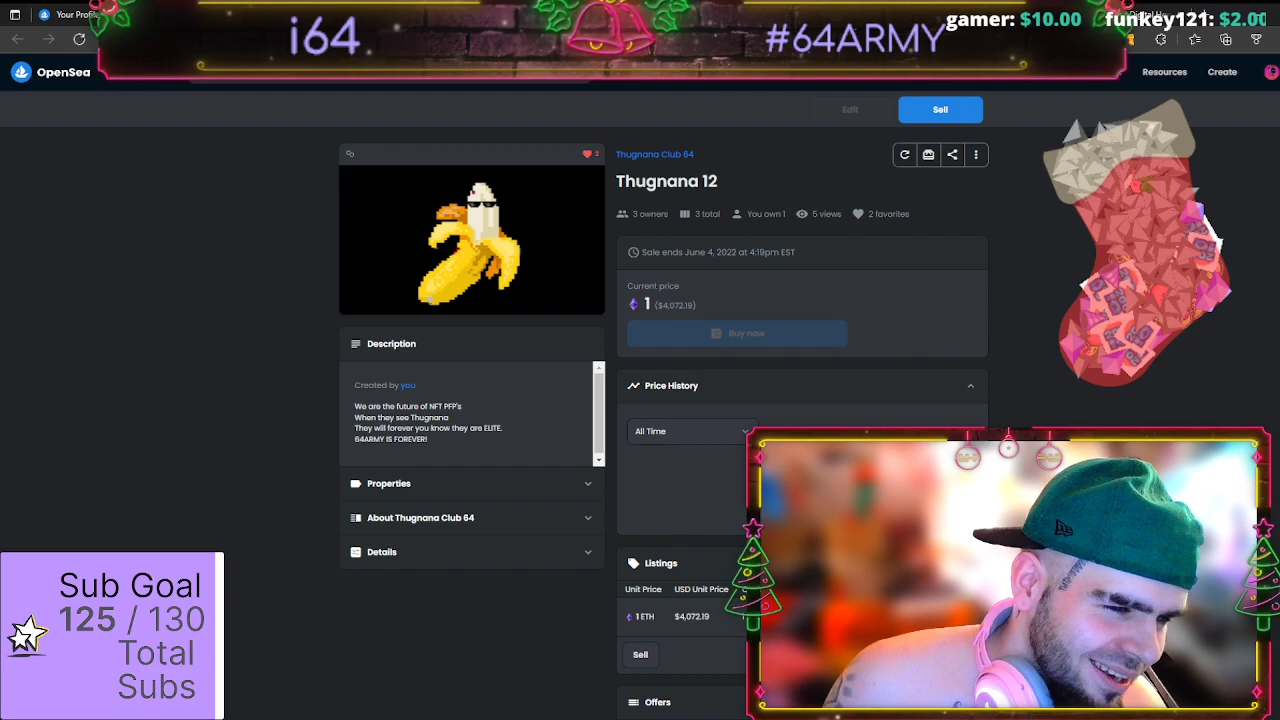 Your Profi
i64
#64ARMY
gamer: $10.00
funkey121: $2.00
OpenSea
Resources
Create
Edit
Sell
2
Thugnana Club 64
Thugnana 12
3 owners
3 total
You own 1
5 views
2 favorites
Sale ends June 4, 2022 at 4:19pm EST
Current price
1 ($4,072.19)
Buy now
Description
Created by you
We are the future of NFT PFP's
When they see Thugnana
They will forever you know they are ELITE.
64ARMY IS FOREVER!
Properties
About Thugnana Club 64
Details
Price History
All Time
Listings
Unit Price
USD Unit Price
1 ETH
$4,072.19
Sell
Offers
Sub Goal
125 / 130
Total
Subs